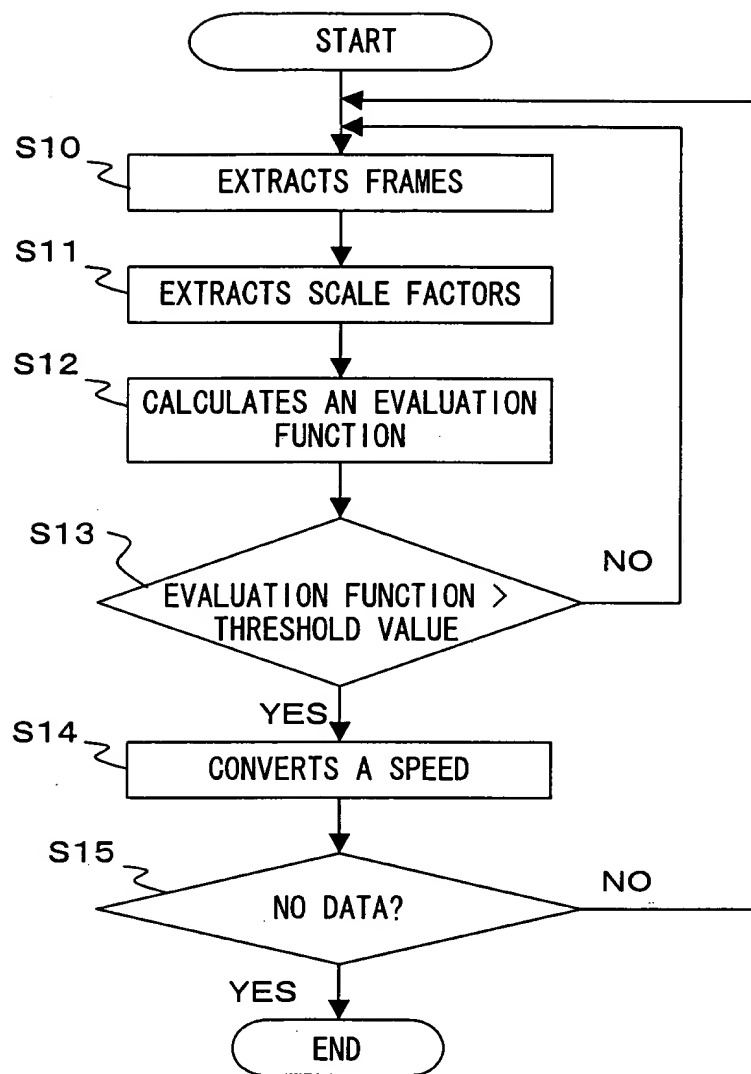 START
S10
EXTRACTS FRAMES
S11
EXTRACTS SCALE FACTORS
S12
CALCULATES AN EVALUATION
FUNCTION
S13
NO
EVALUATION FUNCTION >
THRESHOLD VALUE
YES
S14
CONVERTS A SPEED
S15
NO
NO DATA?
YES
END